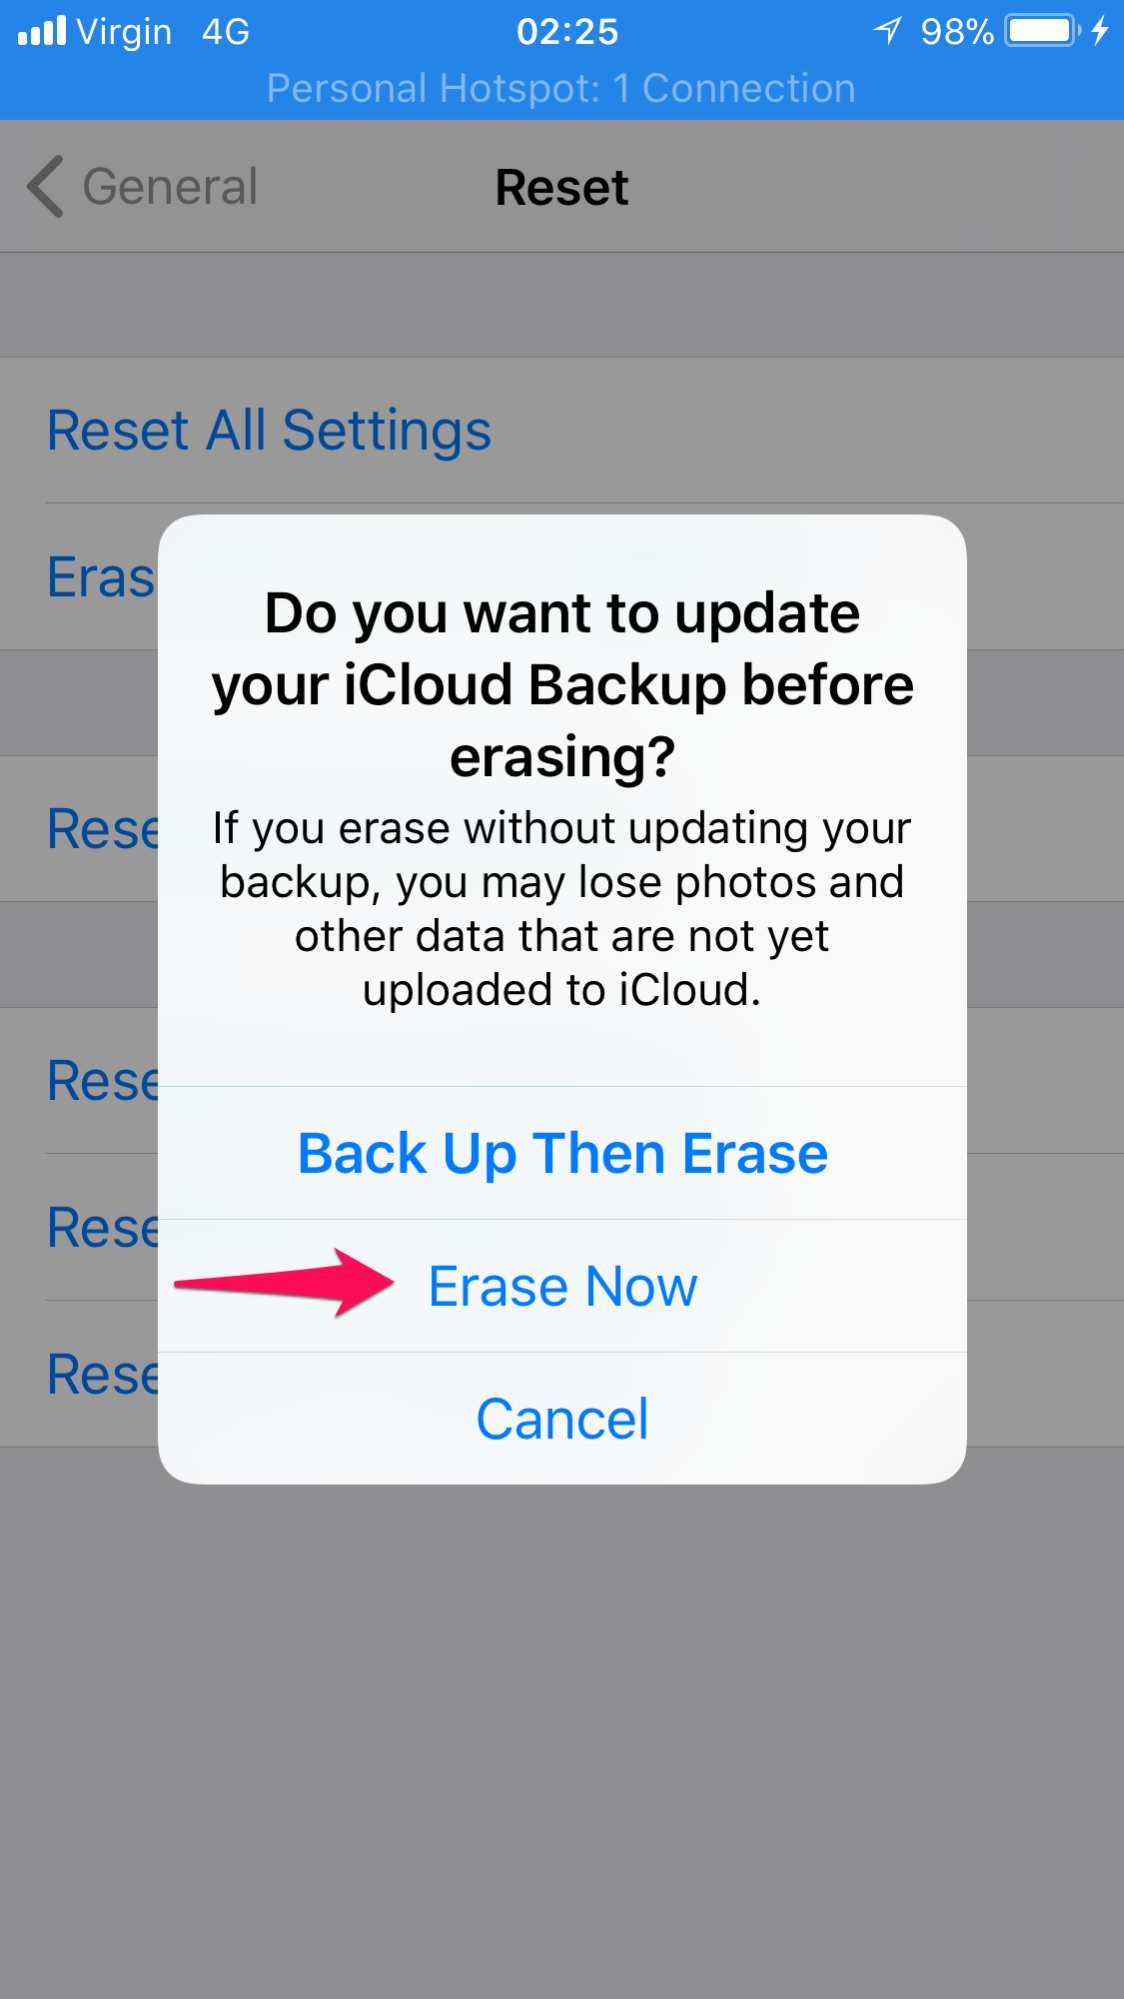 Virgin 4G 02:25 98%
Personal Hotspot: 1 Connection
General Reset
Reset All Settings
Eras
Do you want to update
your iCloud Backup before
erasing?
Rese
If you erase without updating your
backup, you may lose photos and
other data that are not yet
uploaded to iCloud.
Rese
Back Up Then Erase
Rese
Erase Now
Rese
Cancel